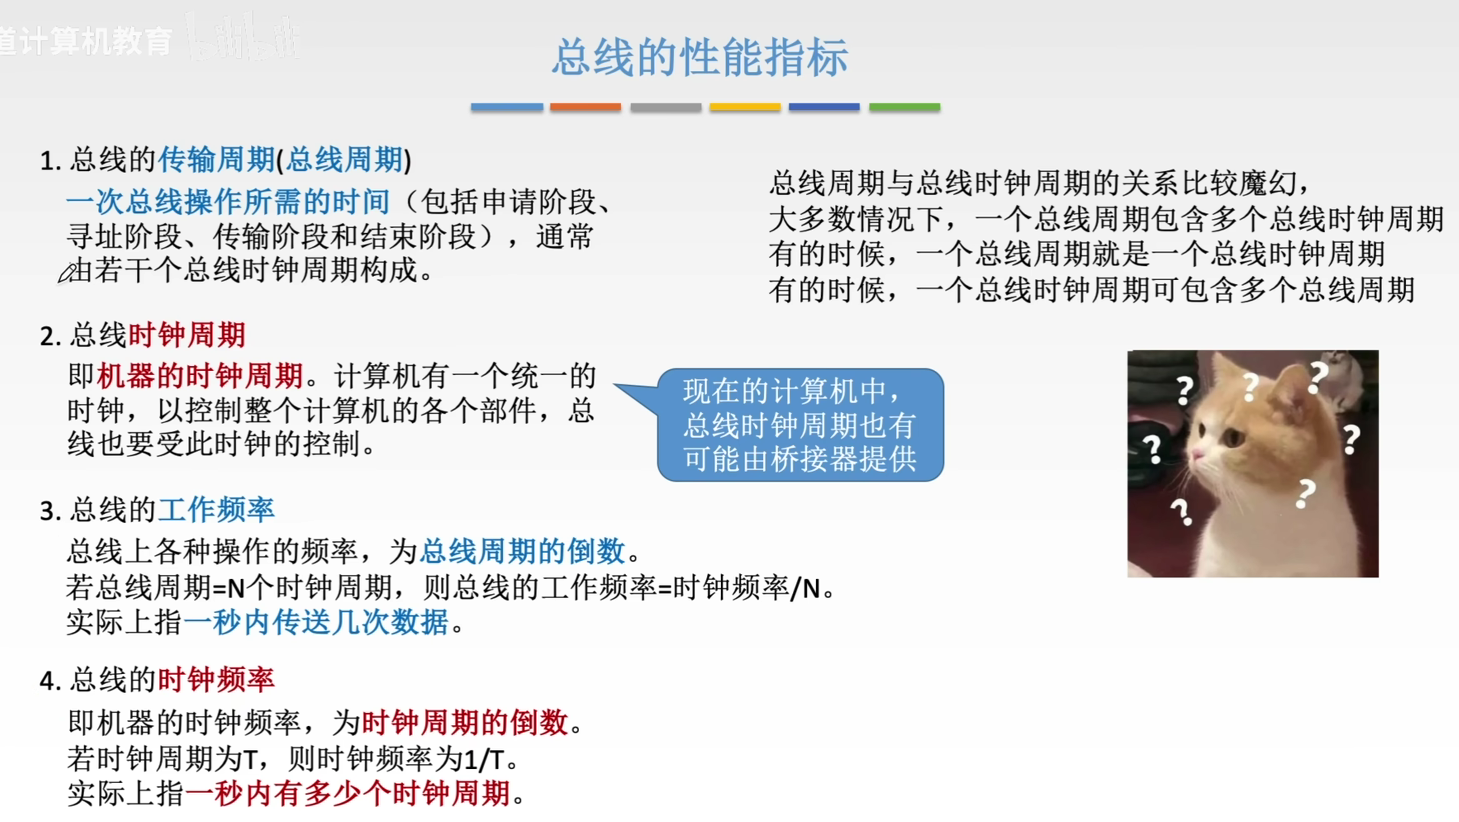 道计算机教育 bilibili
总线的性能指标
1. 总线的传输周期(总线周期)
一次总线操作所需的时间（包括申请阶段、
寻址阶段、传输阶段和结束阶段），通常
由若干个总线时钟周期构成。
总线周期与总线时钟周期的关系比较魔幻，
大多数情况下，一个总线周期包含多个总线时钟周期
有的时候，一个总线周期就是一个总线时钟周期
有的时候，一个总线时钟周期可包含多个总线周期
2. 总线时钟周期
即机器的时钟周期。计算机有一个统一的
时钟，以控制整个计算机的各个部件，总
线也要受此时钟的控制。
现在的计算机中，
总线时钟周期也有
可能由桥接器提供
? ? ?
? ?
? ?
3. 总线的工作频率
总线上各种操作的频率，为总线周期的倒数。
若总线周期=N个时钟周期，则总线的工作频率=时钟频率/N。
实际上指一秒内传送几次数据。
4. 总线的时钟频率
即机器的时钟频率，为时钟周期的倒数。
若时钟周期为T，则时钟频率为1/T。
实际上指一秒内有多少个时钟周期。